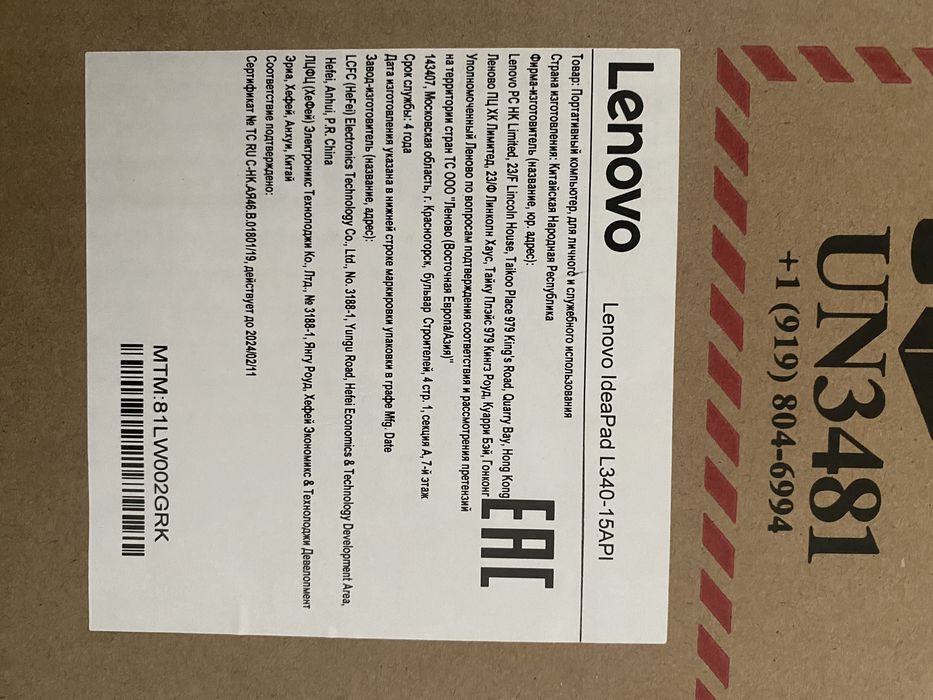 Lenovo
Lenovo IdeaPad L340-15API
Товар: Портативный компьютер, для личного и служебного использования
Страна изготовления: Китайская Народная Республика
Фирма-изготовитель (название, юр. адрес):
Lenovo PC HK Limited, 23/F Lincoln House, Taikoo Place 979 King's Road, Quarry Bay, Hong Kong
Леново ПЦ ХК Лимитед, 23/Ф Линколн Хаус, Тайку Плэйс 979 Кингз Роуд, Куарри Бэй, Гонконг
Уполномоченный Леново по вопросам подтверждения соответствия и рассмотрения претензий
на территории стран ТС ООО "Леново (Восточная Европа/Азия)"
143407, Московская область, г. Красногорск, бульвар Строителей, 4 стр. 1, секция А, 7-й этаж
Срок службы: 4 года
Дата изготовления указана в нижней строке маркировки упаковки в графе Mfg. Date
Завод-изготовитель (название, адрес):
LCFC (HeFei) Electronics Technology Co., Ltd., No. 3188-1, Yungu Road, Hefei Economics & Technology Development Area,
Hefei, Anhui, P.R. China
ЛЦФЦ (ХеФей) Электроникс Технолоджи Ко., Лтд., № 3188-1, Янгу Роуд, Хефей Экономикс & Технолоджи Девелопмент
Эриа, Хефей, Анхуи, Китай
Соответствие подтверждено:
Сертификат № ТС RU C-HK.АЯ46.В.01801/19, действует до 2024/02/11
EAC
MTM:81LW002GRK
UN3481
+1 (919) 804-6994